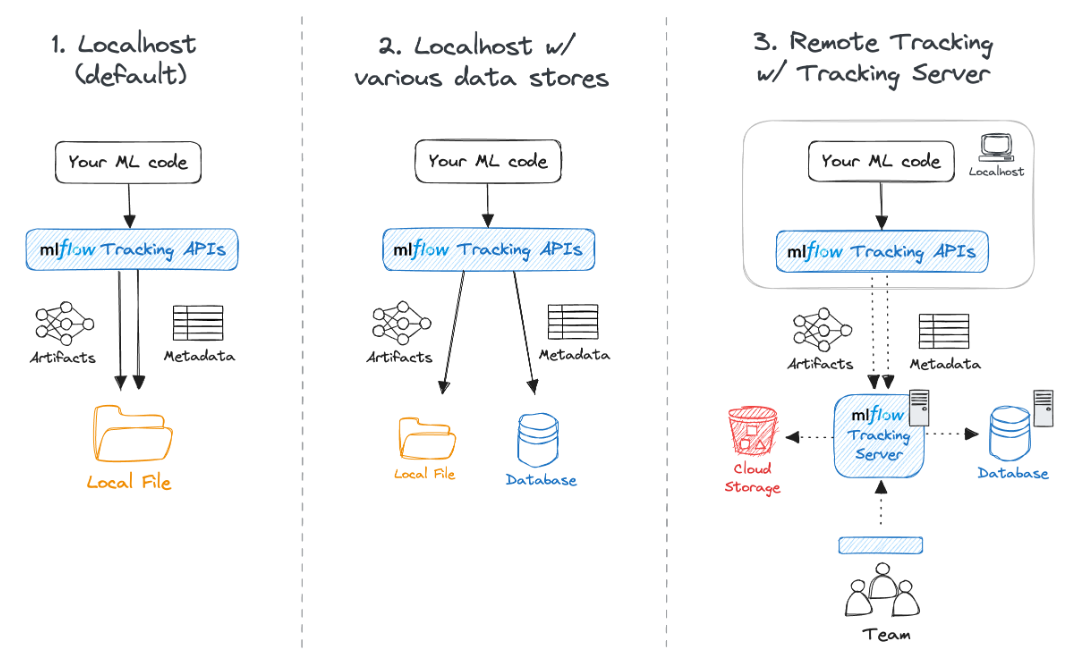 1. Localhost
(default)
Your ML code
mlflow Tracking APIs
Artifacts
Metadata
Local File
2. Localhost w/
various data stores
Your ML code
mlflow Tracking APIs
Artifacts
Metadata
Local File
Database
3. Remote Tracking
w/ Tracking Server
Your ML code
Localhost
mlflow Tracking APIs
Artifacts
Metadata
mlflow
Tracking
Server
Cloud
Storage
Database
Team